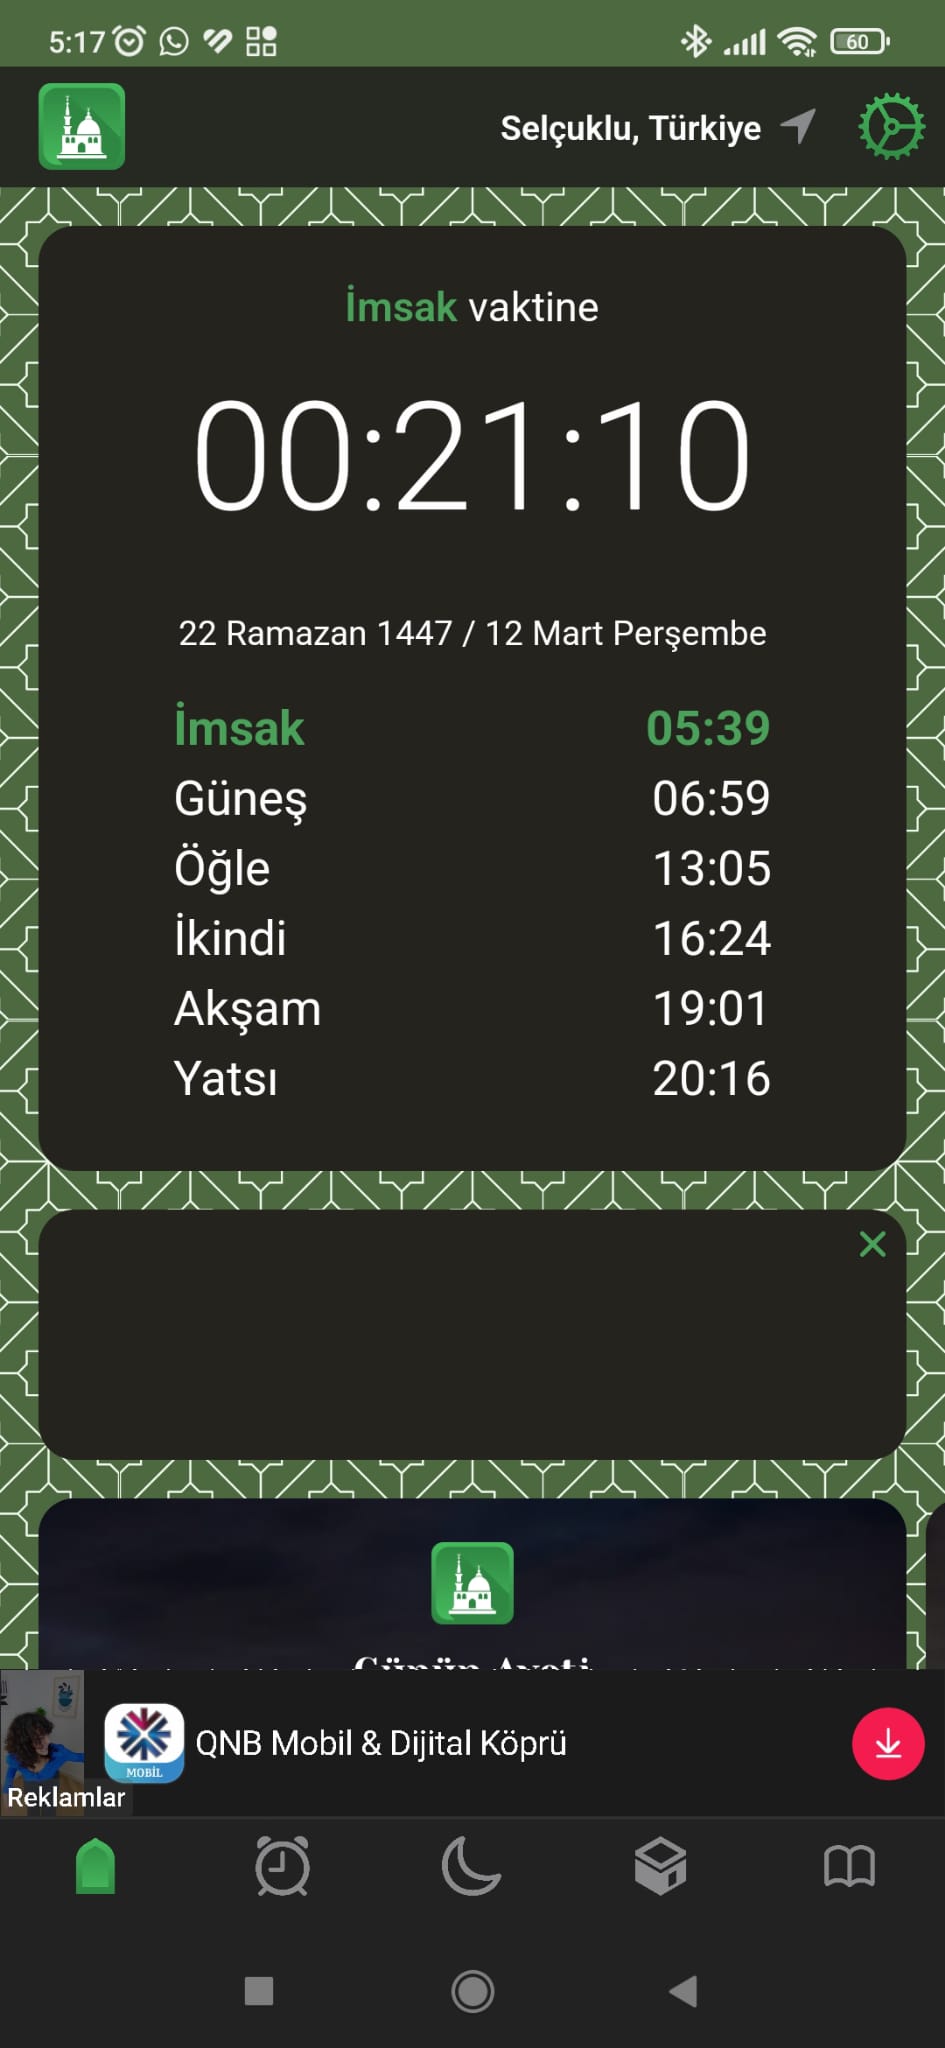 5:17
60
Selçuklu, Türkiye
İmsak vaktine
00:21:10
22 Ramazan 1447 / 12 Mart Perşembe
İmsak 05:39
Güneş 06:59
Öğle 13:05
İkindi 16:24
Akşam 19:01
Yatsı 20:16
Günün Ayeti
MOBİL
QNB Mobil & Dijital Köprü
Reklamlar